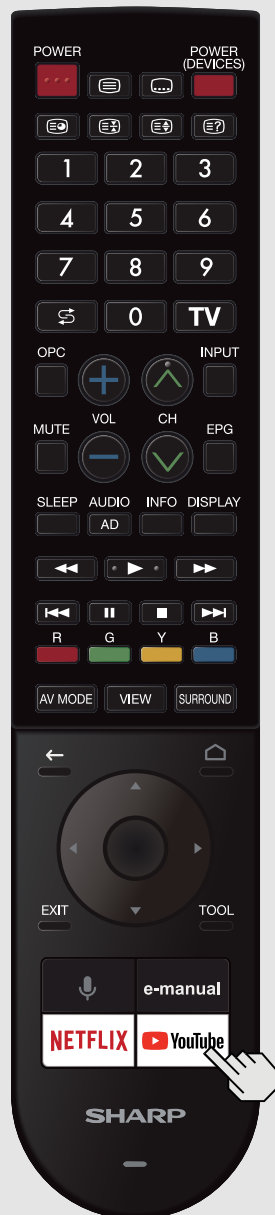 POWER
POWER
(DEVICES)
1 2 3
4 5 6
7 8 9
0 TV
OPC INPUT
MUTE VOL CH EPG
SLEEP AUDIO INFO DISPLAY
AD
R G Y B
AV MODE VIEW SURROUND
EXIT TOOL
e-manual
NETFLIX YouTube
SHARP